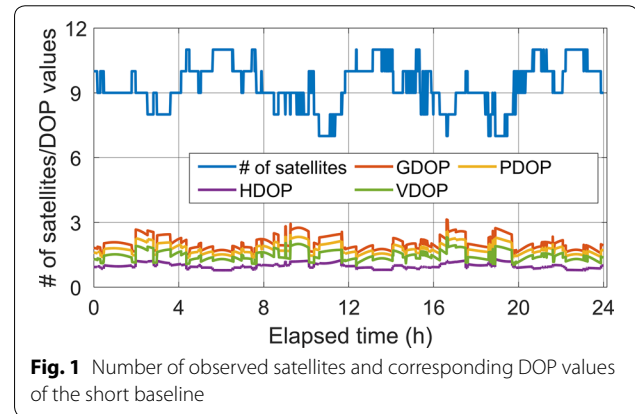 # of satellites/DOP values
12
9
6
3
0
# of satellites GDOP PDOP
HDOP VDOP
0 4 8 12 16 20 24
Elapsed time (h)
Fig. 1 Number of observed satellites and corresponding DOP values
of the short baseline